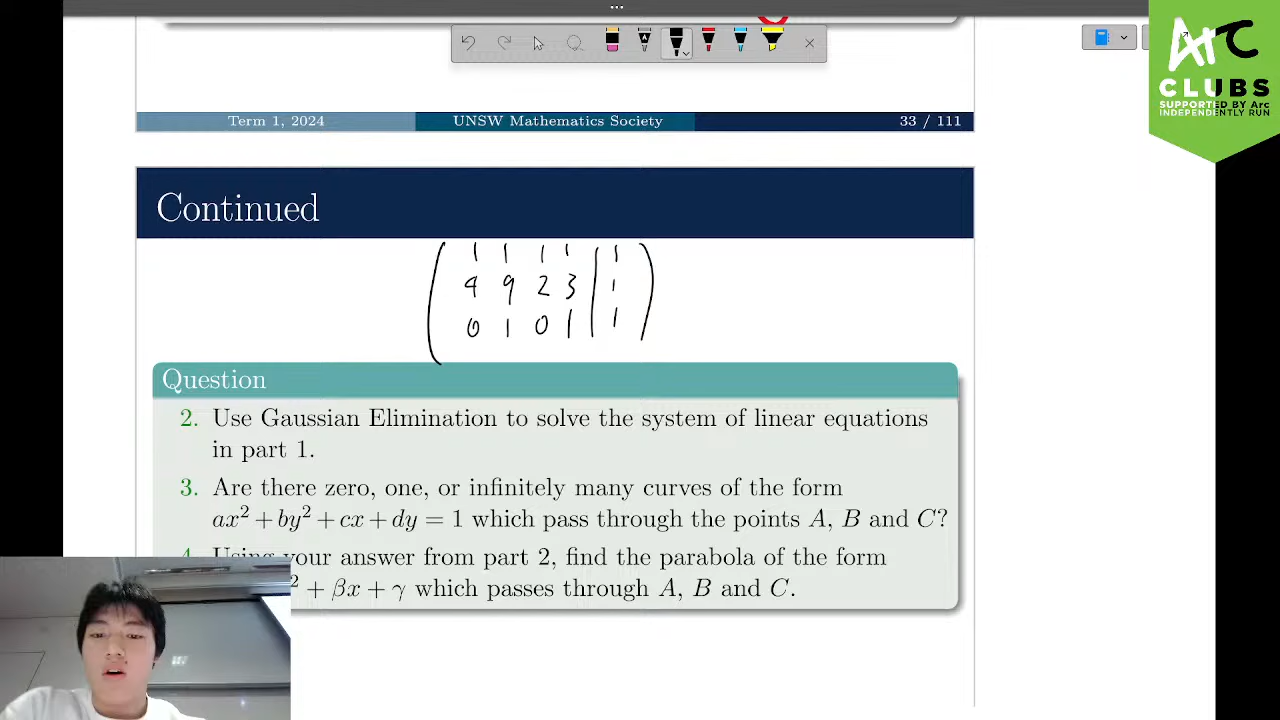 Arc
CLUBS
SUPPORTED BY Arc
INDEPENDENTLY RUN
Term 1, 2024 UNSW Mathematics Society 33 / 111
Continued
1 1 1 1 | 1
4 9 2 3 | 1
0 1 0 1 | 1
Question
2. Use Gaussian Elimination to solve the system of linear equations
in part 1.
3. Are there zero, one, or infinitely many curves of the form
ax² + by² + cx + dy = 1 which pass through the points A, B and C?
4. Using your answer from part 2, find the parabola of the form
² + βx + γ which passes through A, B and C.